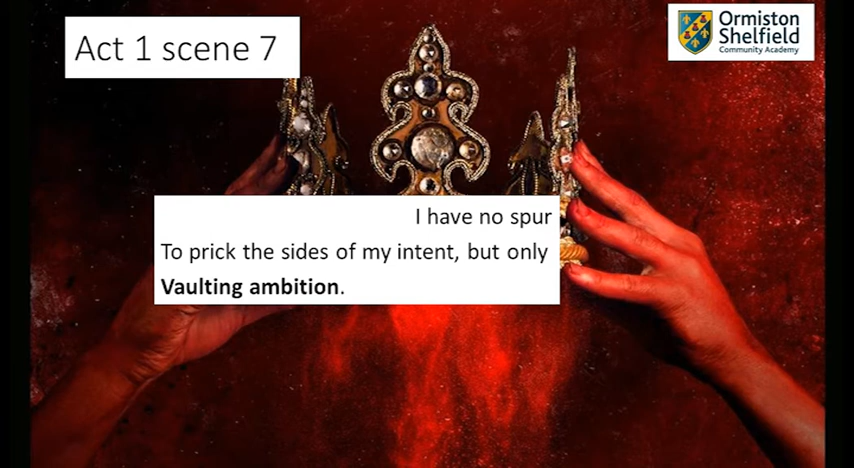 Act 1 scene 7
Ormiston
Shelfield
Community Academy
I have no spur
To prick the sides of my intent, but only
Vaulting ambition.